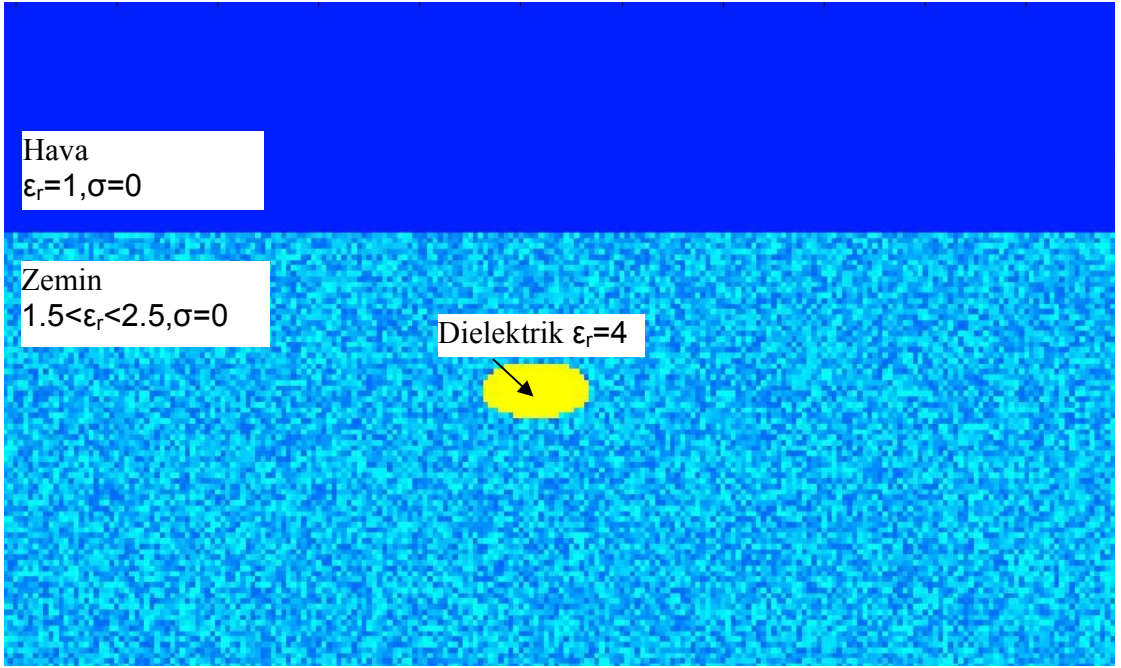 Hava
εr=1,σ=0
Zemin
1.5<εr<2.5,σ=0
Dielektrik εr=4